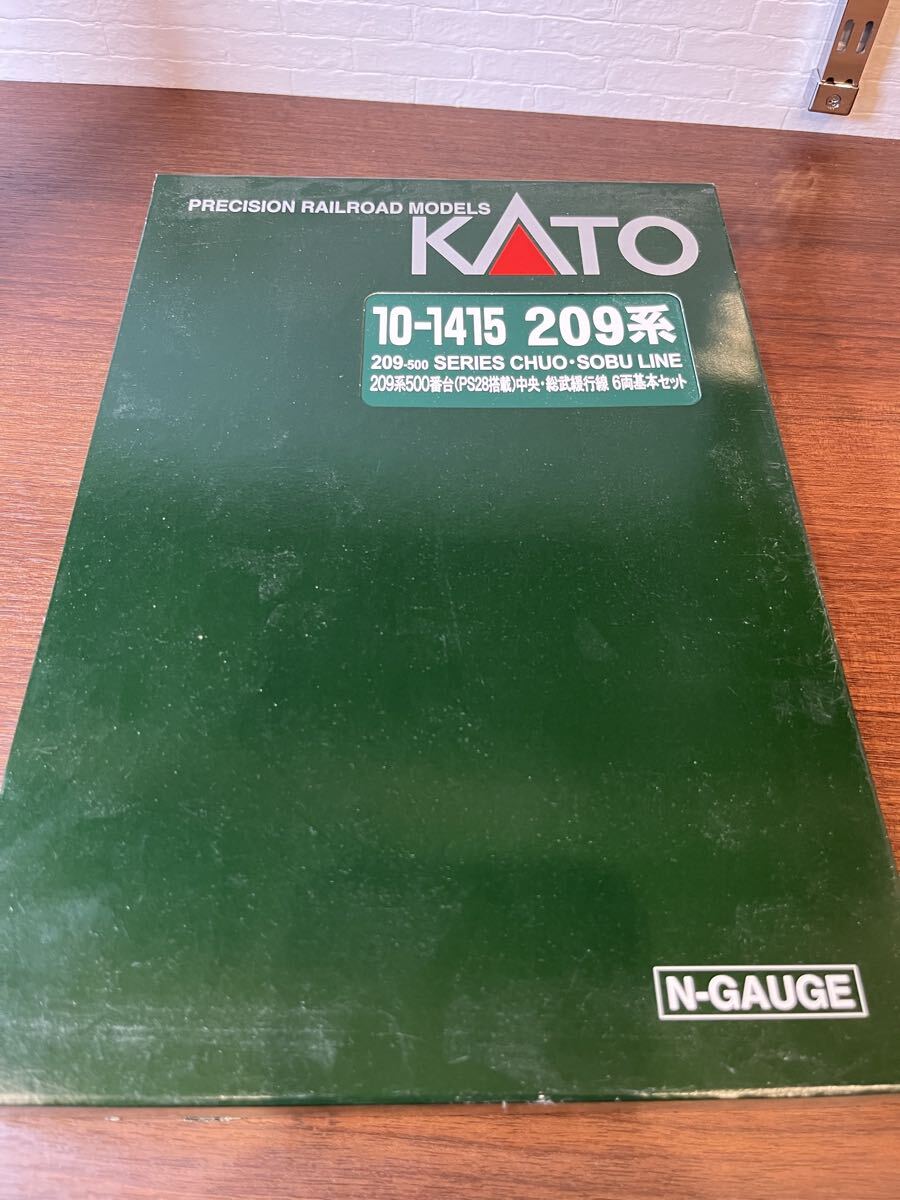 PRECISION RAILROAD MODELS
KATO
10-1415 209系
209-500 SERIES CHUO・SOBU LINE
209系500番台(PS28搭載)中央・総武緩行線 6両基本セット
N-GAUGE